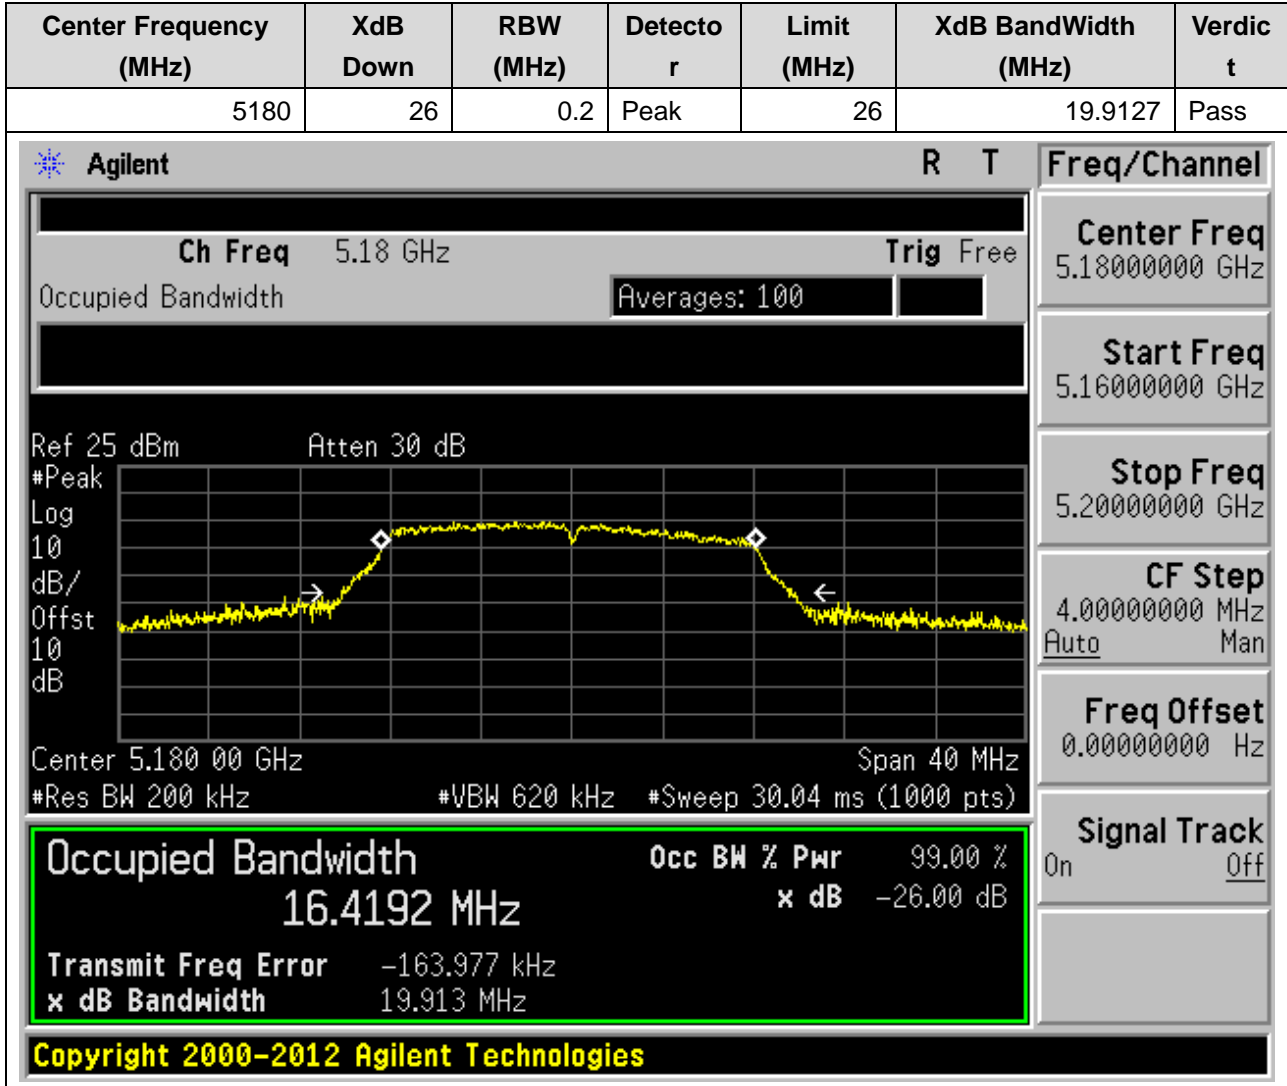 Center Frequency XdB RBW Detecto Limit XdB BandWidth Verdic
(MHz) Down (MHz) r (MHz) (MHz) t
5180 26 0.2 Peak 26 19.9127 Pass
Agilent R T Freq/Channel
Ch Freq 5.18 GHz Trig Free
Occupied Bandwidth Averages: 100
Center Freq
5.18000000 GHz
Start Freq
5.16000000 GHz
Stop Freq
5.20000000 GHz
CF Step
4.00000000 MHz
Auto Man
Freq Offset
0.00000000 Hz
Signal Track
On Off
Ref 25 dBm Atten 30 dB
#Peak
Log
10
dB/
Offst
10
dB
Center 5.180 00 GHz Span 40 MHz
#Res BW 200 kHz #VBW 620 kHz #Sweep 30.04 ms (1000 pts)
Occupied Bandwidth Occ BW % Pwr 99.00 %
16.4192 MHz x dB -26.00 dB
Transmit Freq Error -163.977 kHz
x dB Bandwidth 19.913 MHz
Copyright 2000-2012 Agilent Technologies